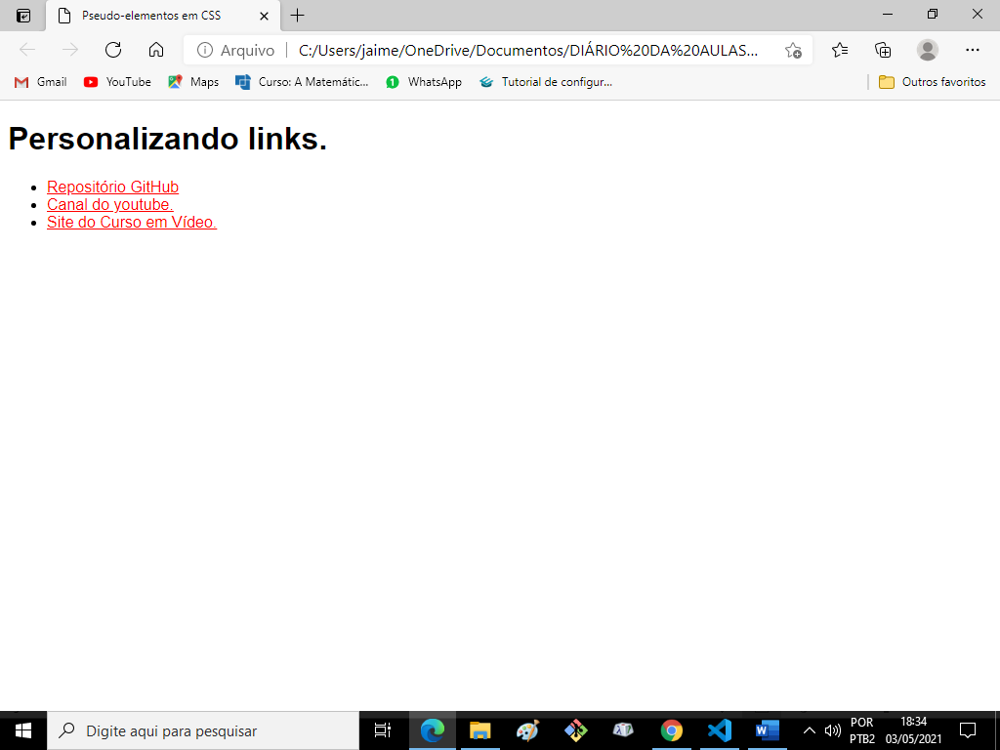 Pseudo-elementos em CSS
Arquivo C:/Users/jaime/OneDrive/Documentos/DIÁRIO%20DA%20AULAS...
Gmail YouTube Maps Curso: A Matemátic... 1 WhatsApp Tutorial de configur... Outros favoritos
Personalizando links.
Repositório GitHub
Canal do youtube.
Site do Curso em Vídeo.
Digite aqui para pesquisar
POR 18:34
PTB2 03/05/2021